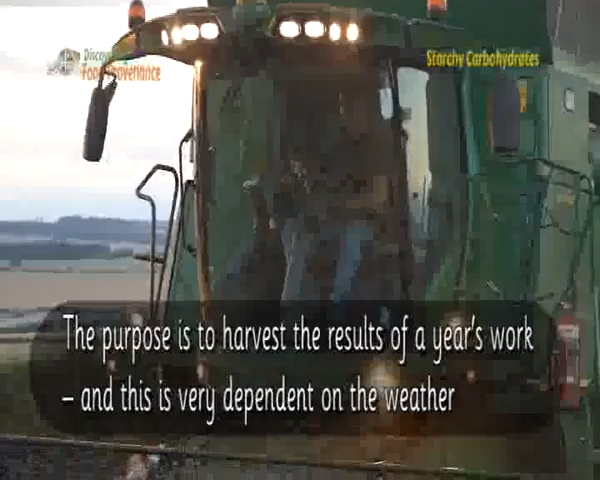 Discover
Food Provenance
Starchy Carbohydrates
The purpose is to harvest the results of a year's work
– and this is very dependent on the weather